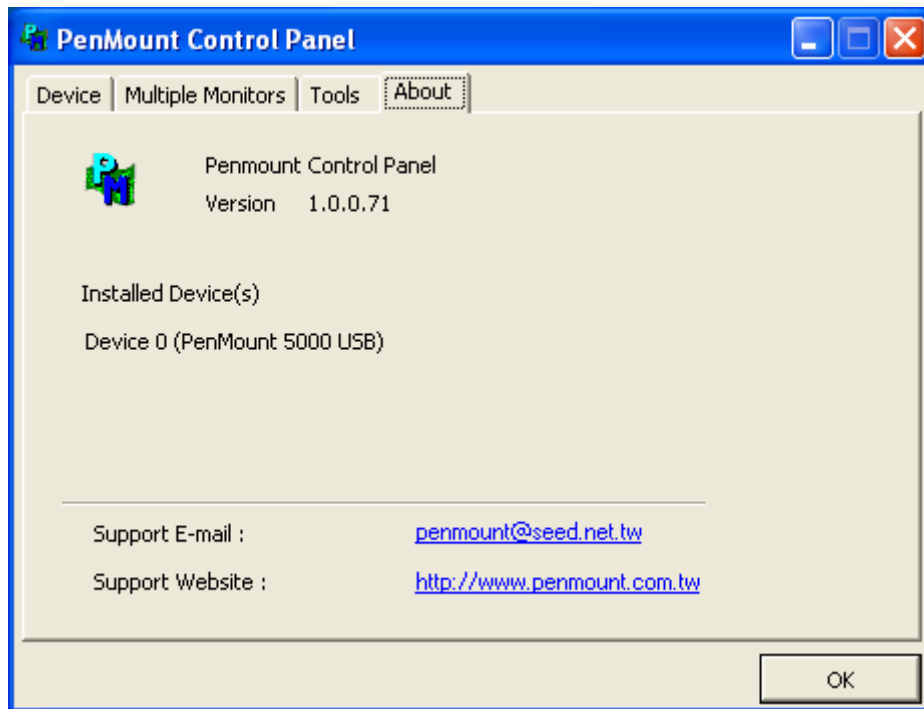 PenMount Control Panel
Device Multiple Monitors Tools About
PM
Penmount Control Panel
Version 1.0.0.71
Installed Device(s)
Device 0 (PenMount 5000 USB)
Support E-mail : penmount@seed.net.tw
Support Website : http://www.penmount.com.tw
OK